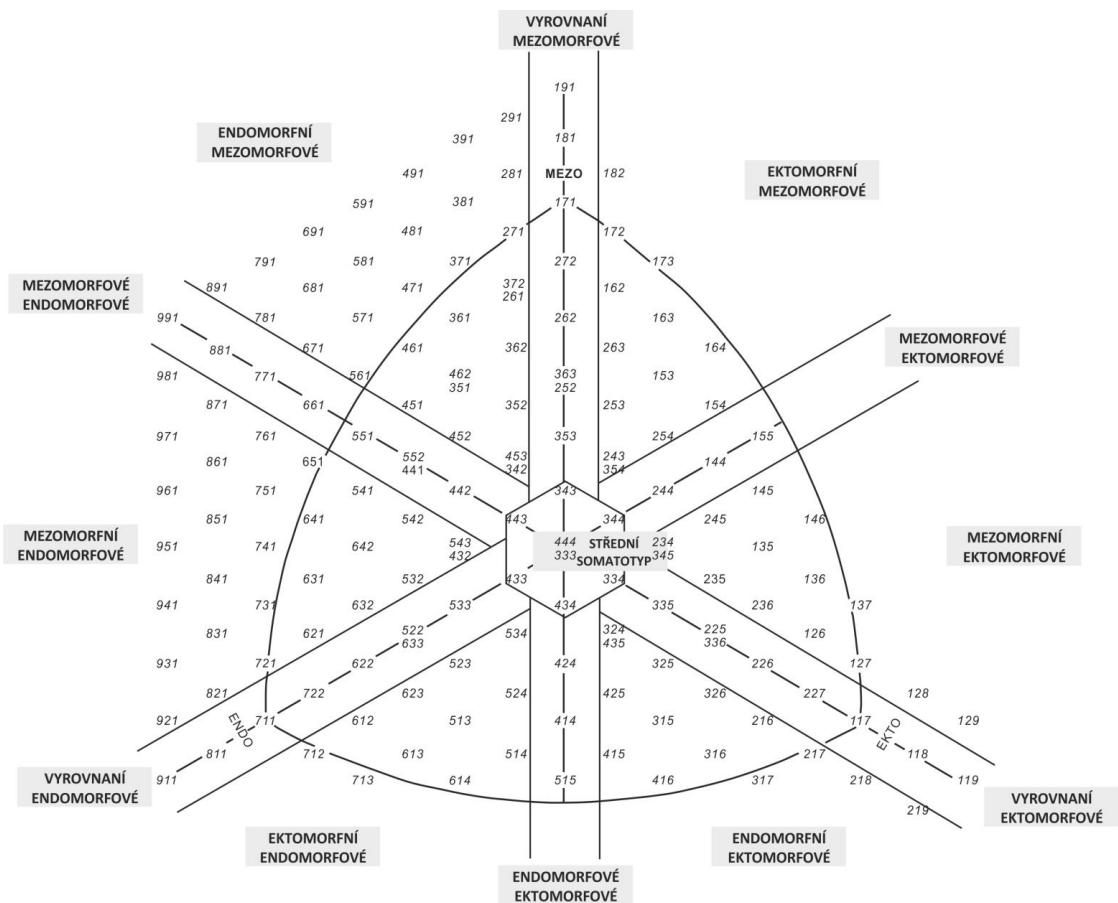 VYROVNANÍ
MEZOMORFOVÉ
191
291
391 181
ENDOMORFNÍ
MEZOMORFOVÉ
491 281 MEZO 182
EKTOMORFNÍ
MEZOMORFOVÉ
591 381 171
691 481 271 172
791 581 371 272 173
MEZOMORFOVÉ
ENDOMORFOVÉ
891 681 471 372 162
261
991 781 571 361 262 163
881 671 461 362 263 164
MEZOMORFOVÉ
EKTOMORFOVÉ
981 771 561 462 363 153
351 252
871 661 451 352 253 154
971 761 551 452 353 254 155
861 651 552 453 243 144
441 342 354
961 751 541 442 343 244 145
851 641 542 443 344 245 146
MEZOMORFNÍ
ENDOMORFOVÉ
951 741 642 543 444 234 135
432 333 345
STŘEDNÍ
SOMATOTYP
MEZOMORFNÍ
EKTOMORFOVÉ
841 631 532 433 334 235 136
941 731 632 533 434 335 236 137
831 621 522 534 324 225 126
633 435 336
931 721 622 523 424 325 226 127
821 722 623 524 425 326 227 128
921 ENDO 711 612 513 414 315 216 117 EKTO 129
811 712 613 514 415 316 217 118
911 713 614 515 416 317 218 119
VYROVNANÍ
ENDOMORFOVÉ
219
VYROVNANÍ
EKTOMORFOVÉ
EKTOMORFNÍ
ENDOMORFOVÉ
ENDOMORFNÍ
EKTOMORFOVÉ
ENDOMORFOVÉ
EKTOMORFOVÉ